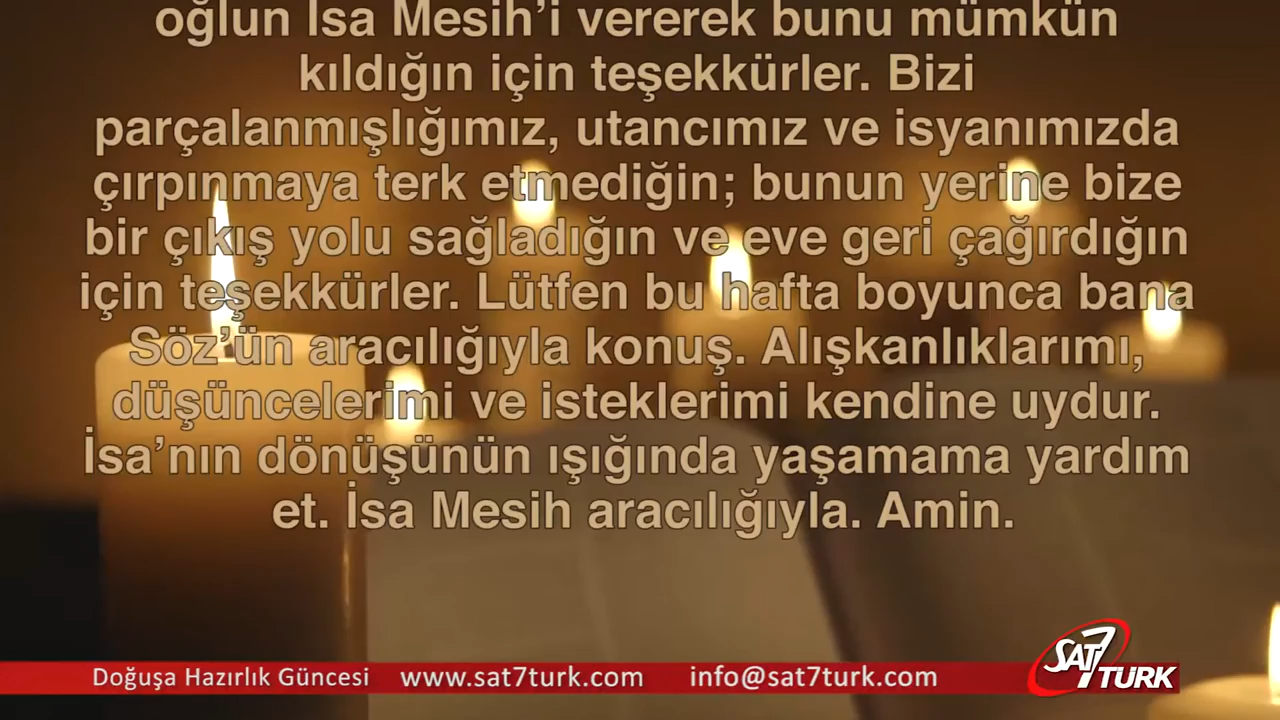 oğlun İsa Mesih’i vererek bunu mümkün
kıldığın için teşekkürler. Bizi
parçalanmışlığımız, utancımız ve isyanımızda
çırpınmaya terk etmediğin; bunun yerine bize
bir çıkış yolu sağladığın ve eve geri çağırdığın
için teşekkürler. Lütfen bu hafta boyunca bana
Söz’ün aracılığıyla konuş. Alışkanlıklarımı,
düşüncelerimi ve isteklerimi kendine uydur.
İsa’nın dönüşünün ışığında yaşamama yardım
et. İsa Mesih aracılığıyla. Amin.
Doğuşa Hazırlık Güncesi www.sat7turk.com info@sat7turk.com
SAT7TURK